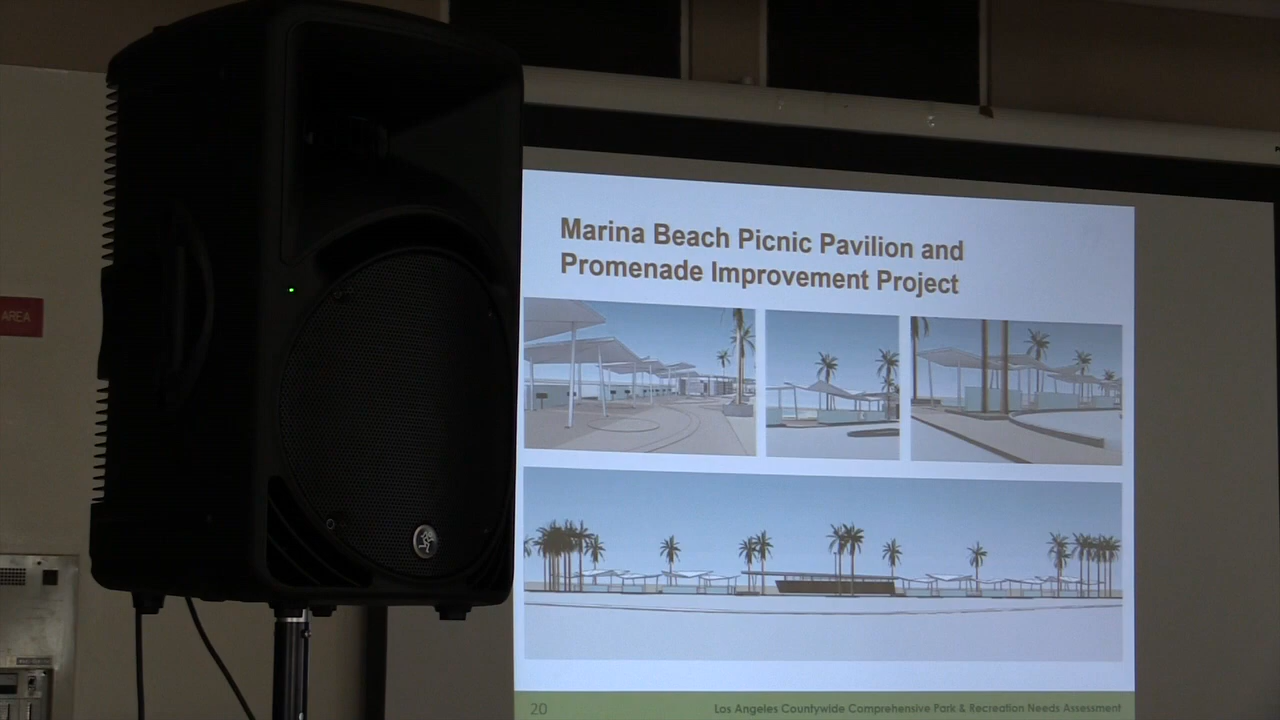 AREA
Marina Beach Picnic Pavilion and
Promenade Improvement Project
20
Los Angeles Countywide Comprehensive Park & Recreation Needs Assessment